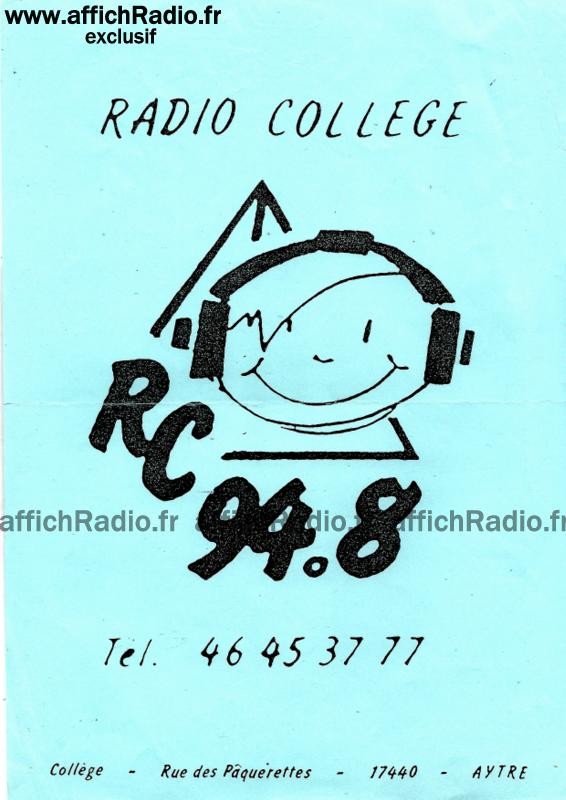 www.affichRadio.fr
exclusif
RADIO COLLEGE
RC
94.8
affichRadio.fr affichRadio.fr affichRadio.fr
Tel. 46 45 37 77
Collège - Rue des Pâquerettes - 17440 - AYTRE